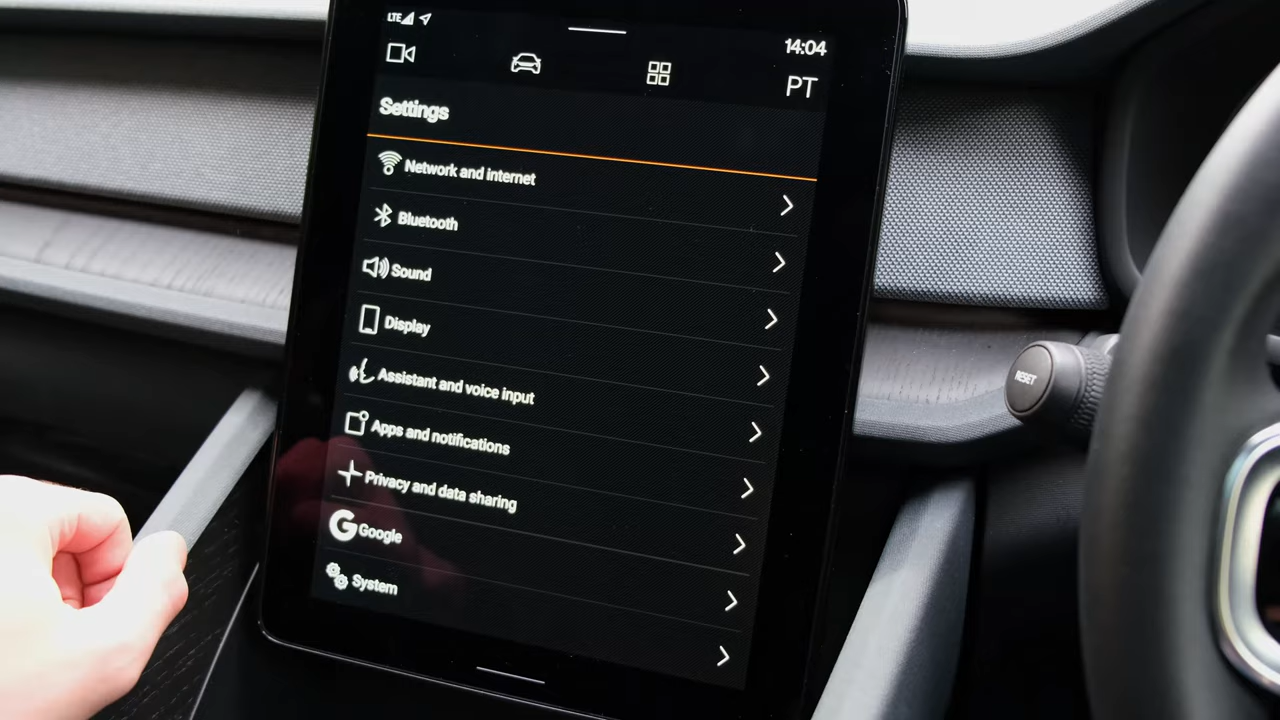 LTE
14:04
PT
Settings
Network and internet
Bluetooth
Sound
Display
Assistant and voice input
Apps and notifications
Privacy and data sharing
Google
System
RESET